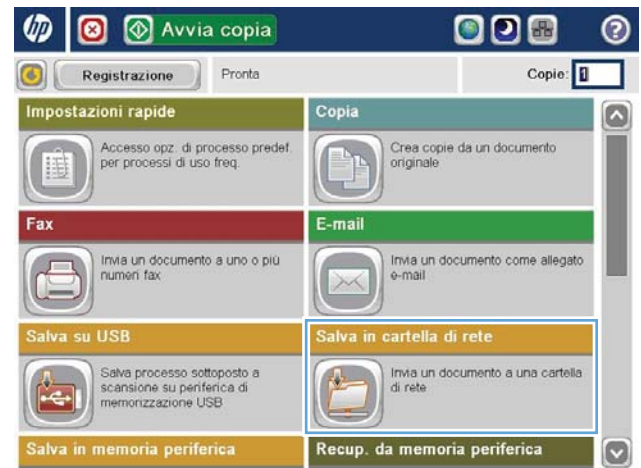 hp
Avvia copia
?
Registrazione
Pronta
Copie: 1
Impostazioni rapide
Accesso opz. di processo predef.
per processi di uso freq.
Copia
Crea copie da un documento
originale
Fax
Invia un documento a uno o più
numeri fax
E-mail
Invia un documento come allegato
e-mail
Salva su USB
Salva processo sottoposto a
scansione su periferica di
memorizzazione USB
Salva in cartella di rete
Invia un documento a una cartella
di rete
Salva in memoria periferica
Recup. da memoria periferica